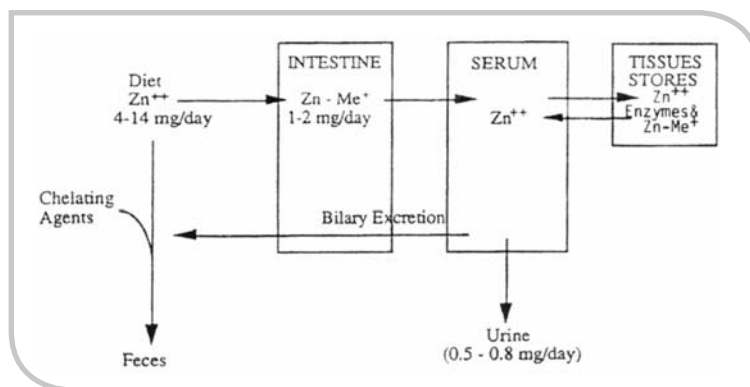 Diet
Zn++
4-14 mg/day
INTESTINE
Zn - Me+
1-2 mg/day
SERUM
Zn++
TISSUES
STORES
Zn++
Enzymes&
Zn-Me+
Chelating
Agents
Bilary Excretion
Feces
Urine
(0.5 - 0.8 mg/day)